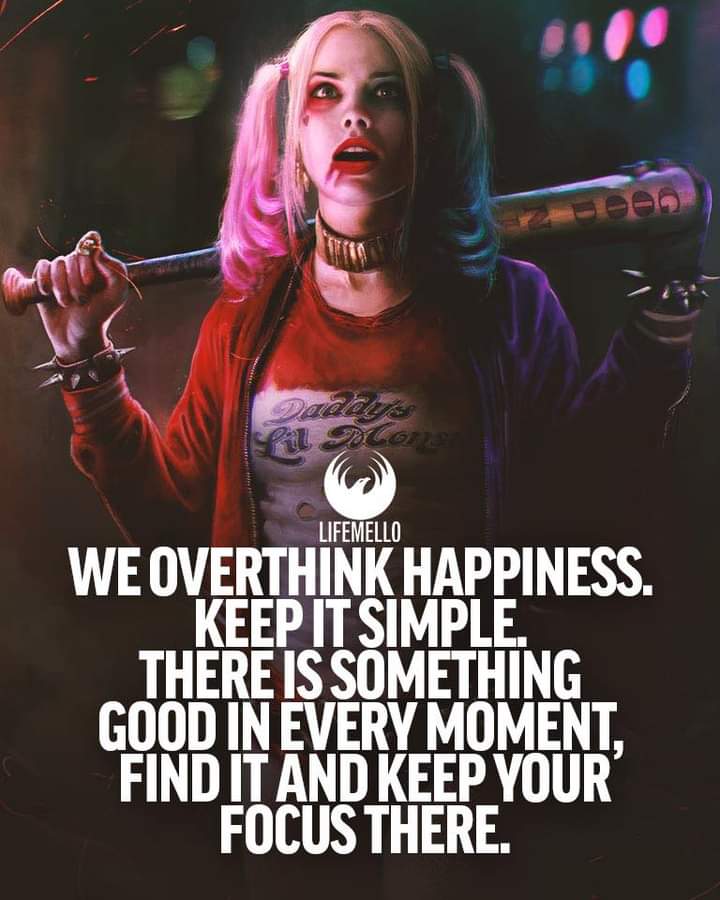 GOOD N
Daddy's
Lil Mons
LIFEMELLO
WE OVERTHINK HAPPINESS.
KEEP IT SIMPLE.
THERE IS SOMETHING
GOOD IN EVERY MOMENT,
FIND IT AND KEEP YOUR
FOCUS THERE.